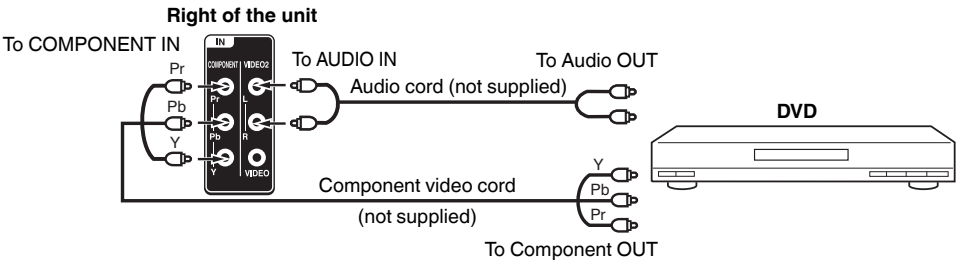 Right of the unit
To COMPONENT IN
IN
COMPONENT VIDEO2
To AUDIO IN
To Audio OUT
Pr
Audio cord (not supplied)
Pr
L
Pb
DVD
Pb
R
Y
Y
VIDEO
Component video cord
(not supplied)
Y
Pb
Pr
To Component OUT